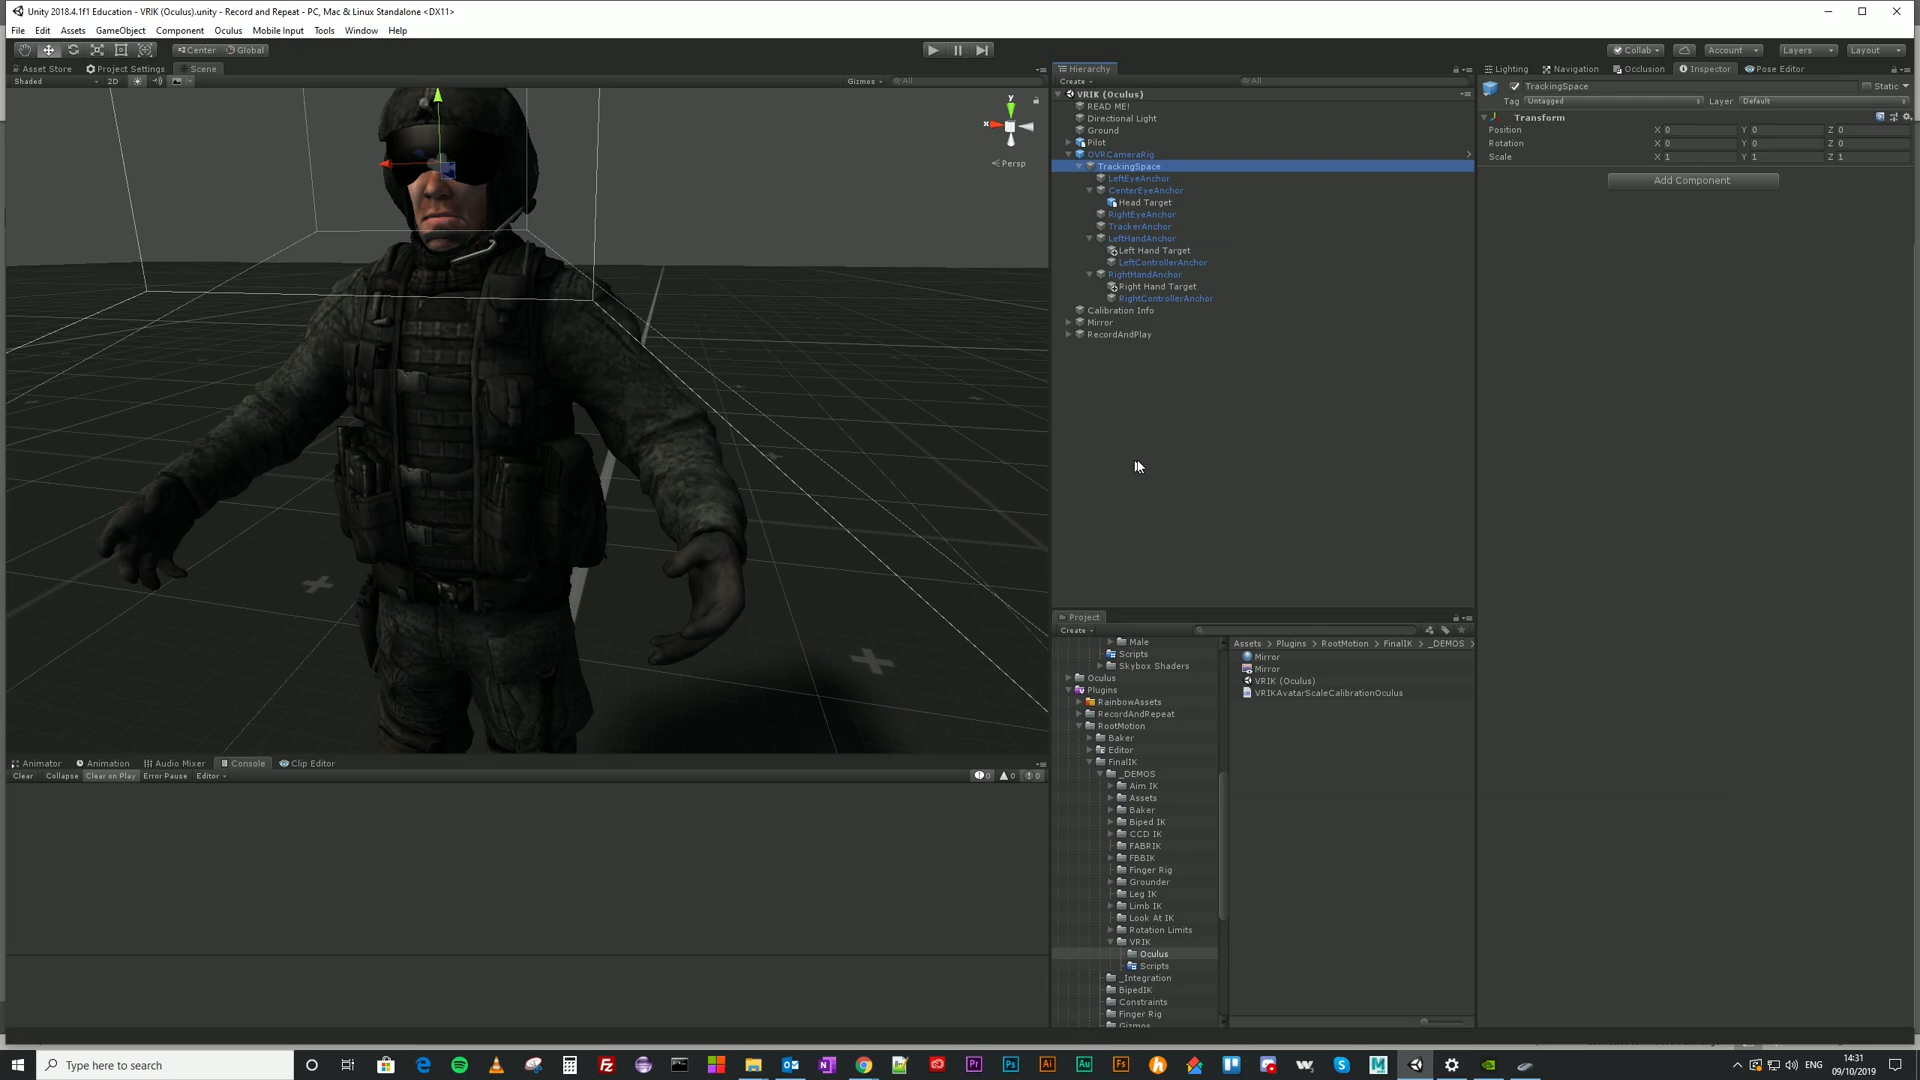 Unity 2018.4.1f1 Education - VRIK (Oculus).unity - Record and Repeat - PC, Mac & Linux Standalone <DX11>
File Edit Assets GameObject Component Oculus Mobile Input Tools Window Help
Center Global
Collab Account Layers Layout
Asset Store Project Settings Scene
Shaded 2D Gizmos All
y
x
Persp
Hierarchy
Create All
VRIK (Oculus)
READ ME!
Directional Light
Ground
Pilot
OVRCameraRig
TrackingSpace
LeftEyeAnchor
CenterEyeAnchor
Head Target
RightEyeAnchor
TrackerAnchor
LeftHandAnchor
Left Hand Target
LeftControllerAnchor
RightHandAnchor
Right Hand Target
RightControllerAnchor
Calibration Info
Mirror
RecordAndPlay
Lighting Navigation Occlusion Inspector Pose Editor
TrackingSpace Static
Tag Untagged Layer Default
Transform
Position X 0 Y 0 Z 0
Rotation X 0 Y 0 Z 0
Scale X 1 Y 1 Z 1
Add Component
Animator Animation Audio Mixer Console Clip Editor
Clear Collapse Clear on Play Error Pause Editor 0 0 0
Project
Create
Male
Scripts
Skybox Shaders
Oculus
Plugins
RainbowAssets
RecordAndRepeat
RootMotion
Baker
Editor
FinalIK
_DEMOS
Aim IK
Assets
Baker
Biped IK
CCD IK
FABRIK
FBBIK
Finger Rig
Grounder
Leg IK
Limb IK
Look At IK
Rotation Limits
VRIK
Oculus
Scripts
_Integration
BipedIK
Constraints
Finger Rig
Gizmos
Assets > Plugins > RootMotion > FinalIK > _DEMOS >
Mirror
Mirror
VRIK (Oculus)
VRIKAvatarScaleCalibrationOculus
Type here to search
ENG
14:31
09/10/2019